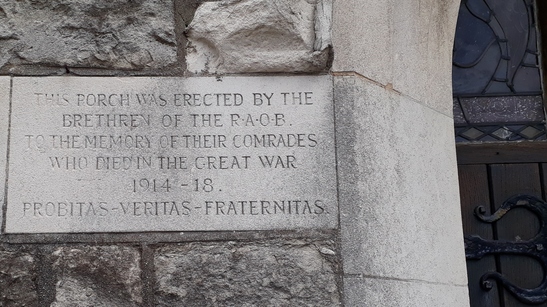 THIS PORCH WAS ERECTED BY THE
BRETHREN OF THE R·A·O·B.
TO THE MEMORY OF THEIR COMRADES
WHO DIED IN THE GREAT WAR
1914-18.
PROBITAS-VERITAS-FRATERNITAS.